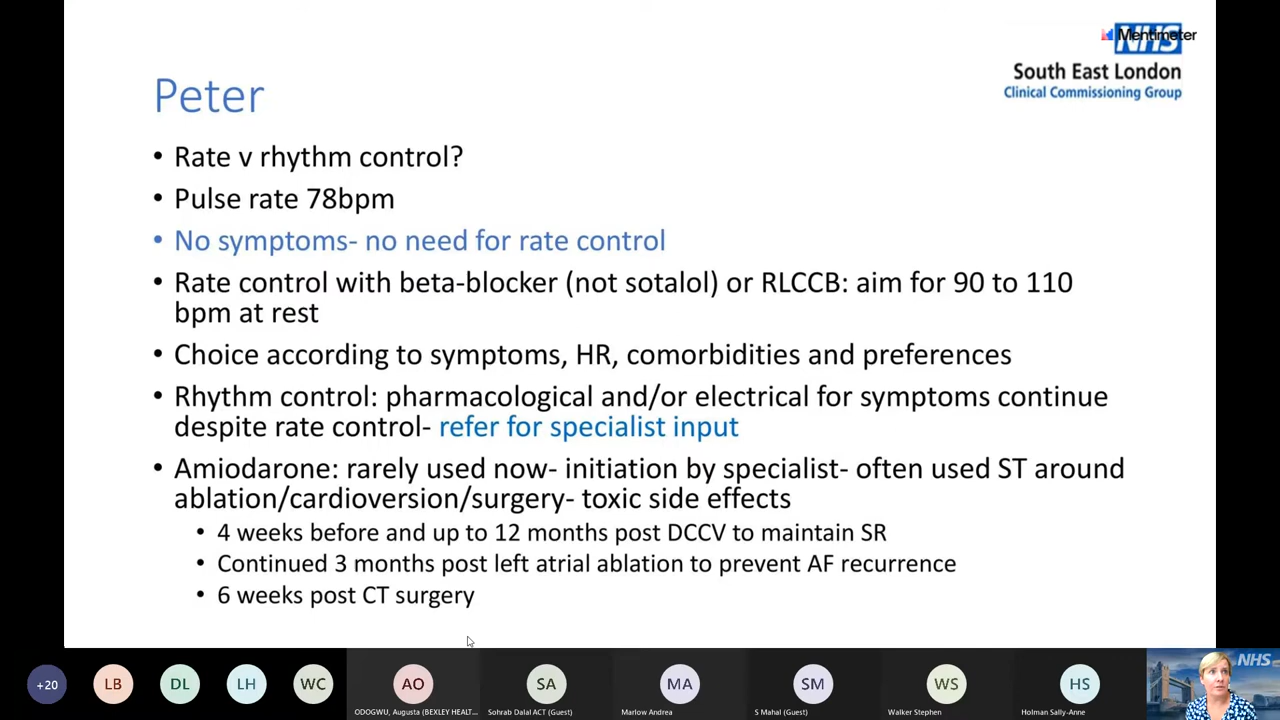 Mentimeter
NHS
South East London
Clinical Commissioning Group
Peter
• Rate v rhythm control?
• Pulse rate 78bpm
• No symptoms- no need for rate control
• Rate control with beta-blocker (not sotalol) or RLCCB: aim for 90 to 110
bpm at rest
• Choice according to symptoms, HR, comorbidities and preferences
• Rhythm control: pharmacological and/or electrical for symptoms continue
despite rate control- refer for specialist input
• Amiodarone: rarely used now- initiation by specialist- often used ST around
ablation/cardioversion/surgery- toxic side effects
• 4 weeks before and up to 12 months post DCCV to maintain SR
• Continued 3 months post left atrial ablation to prevent AF recurrence
• 6 weeks post CT surgery
+20 LB DL LH WC AO SA MA SM WS HS NHS
ODOGWU, Augusta (BEXLEY HEALT... Sohrab Dalal ACT (Guest) Marlow Andrea S Mahal (Guest) Walker Stephen Holman Sally-Anne